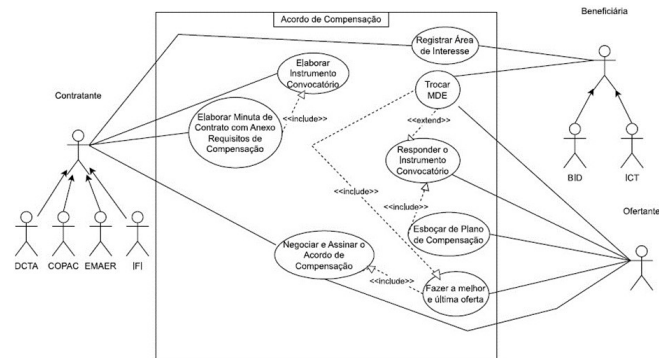 Acordo de Compensação
Beneficiária
Registrar Área
de Interesse
Elaborar
Instrumento
Convocatório
Trocar
MDE
Contratante
<<include>>
<<extend>>
Elaborar Minuta de
Contrato com Anexo
Requisitos de
Compensação
Responder o
Instrumento
Convocatório
BID
ICT
<<include>>
<<include>>
Ofertante
Esboçar de Plano
de Compensação
Negociar e Assinar o
Acordo de
Compensação
DCTA
COPAC
EMAER
IFI
<<include>>
Fazer a melhor
e última oferta